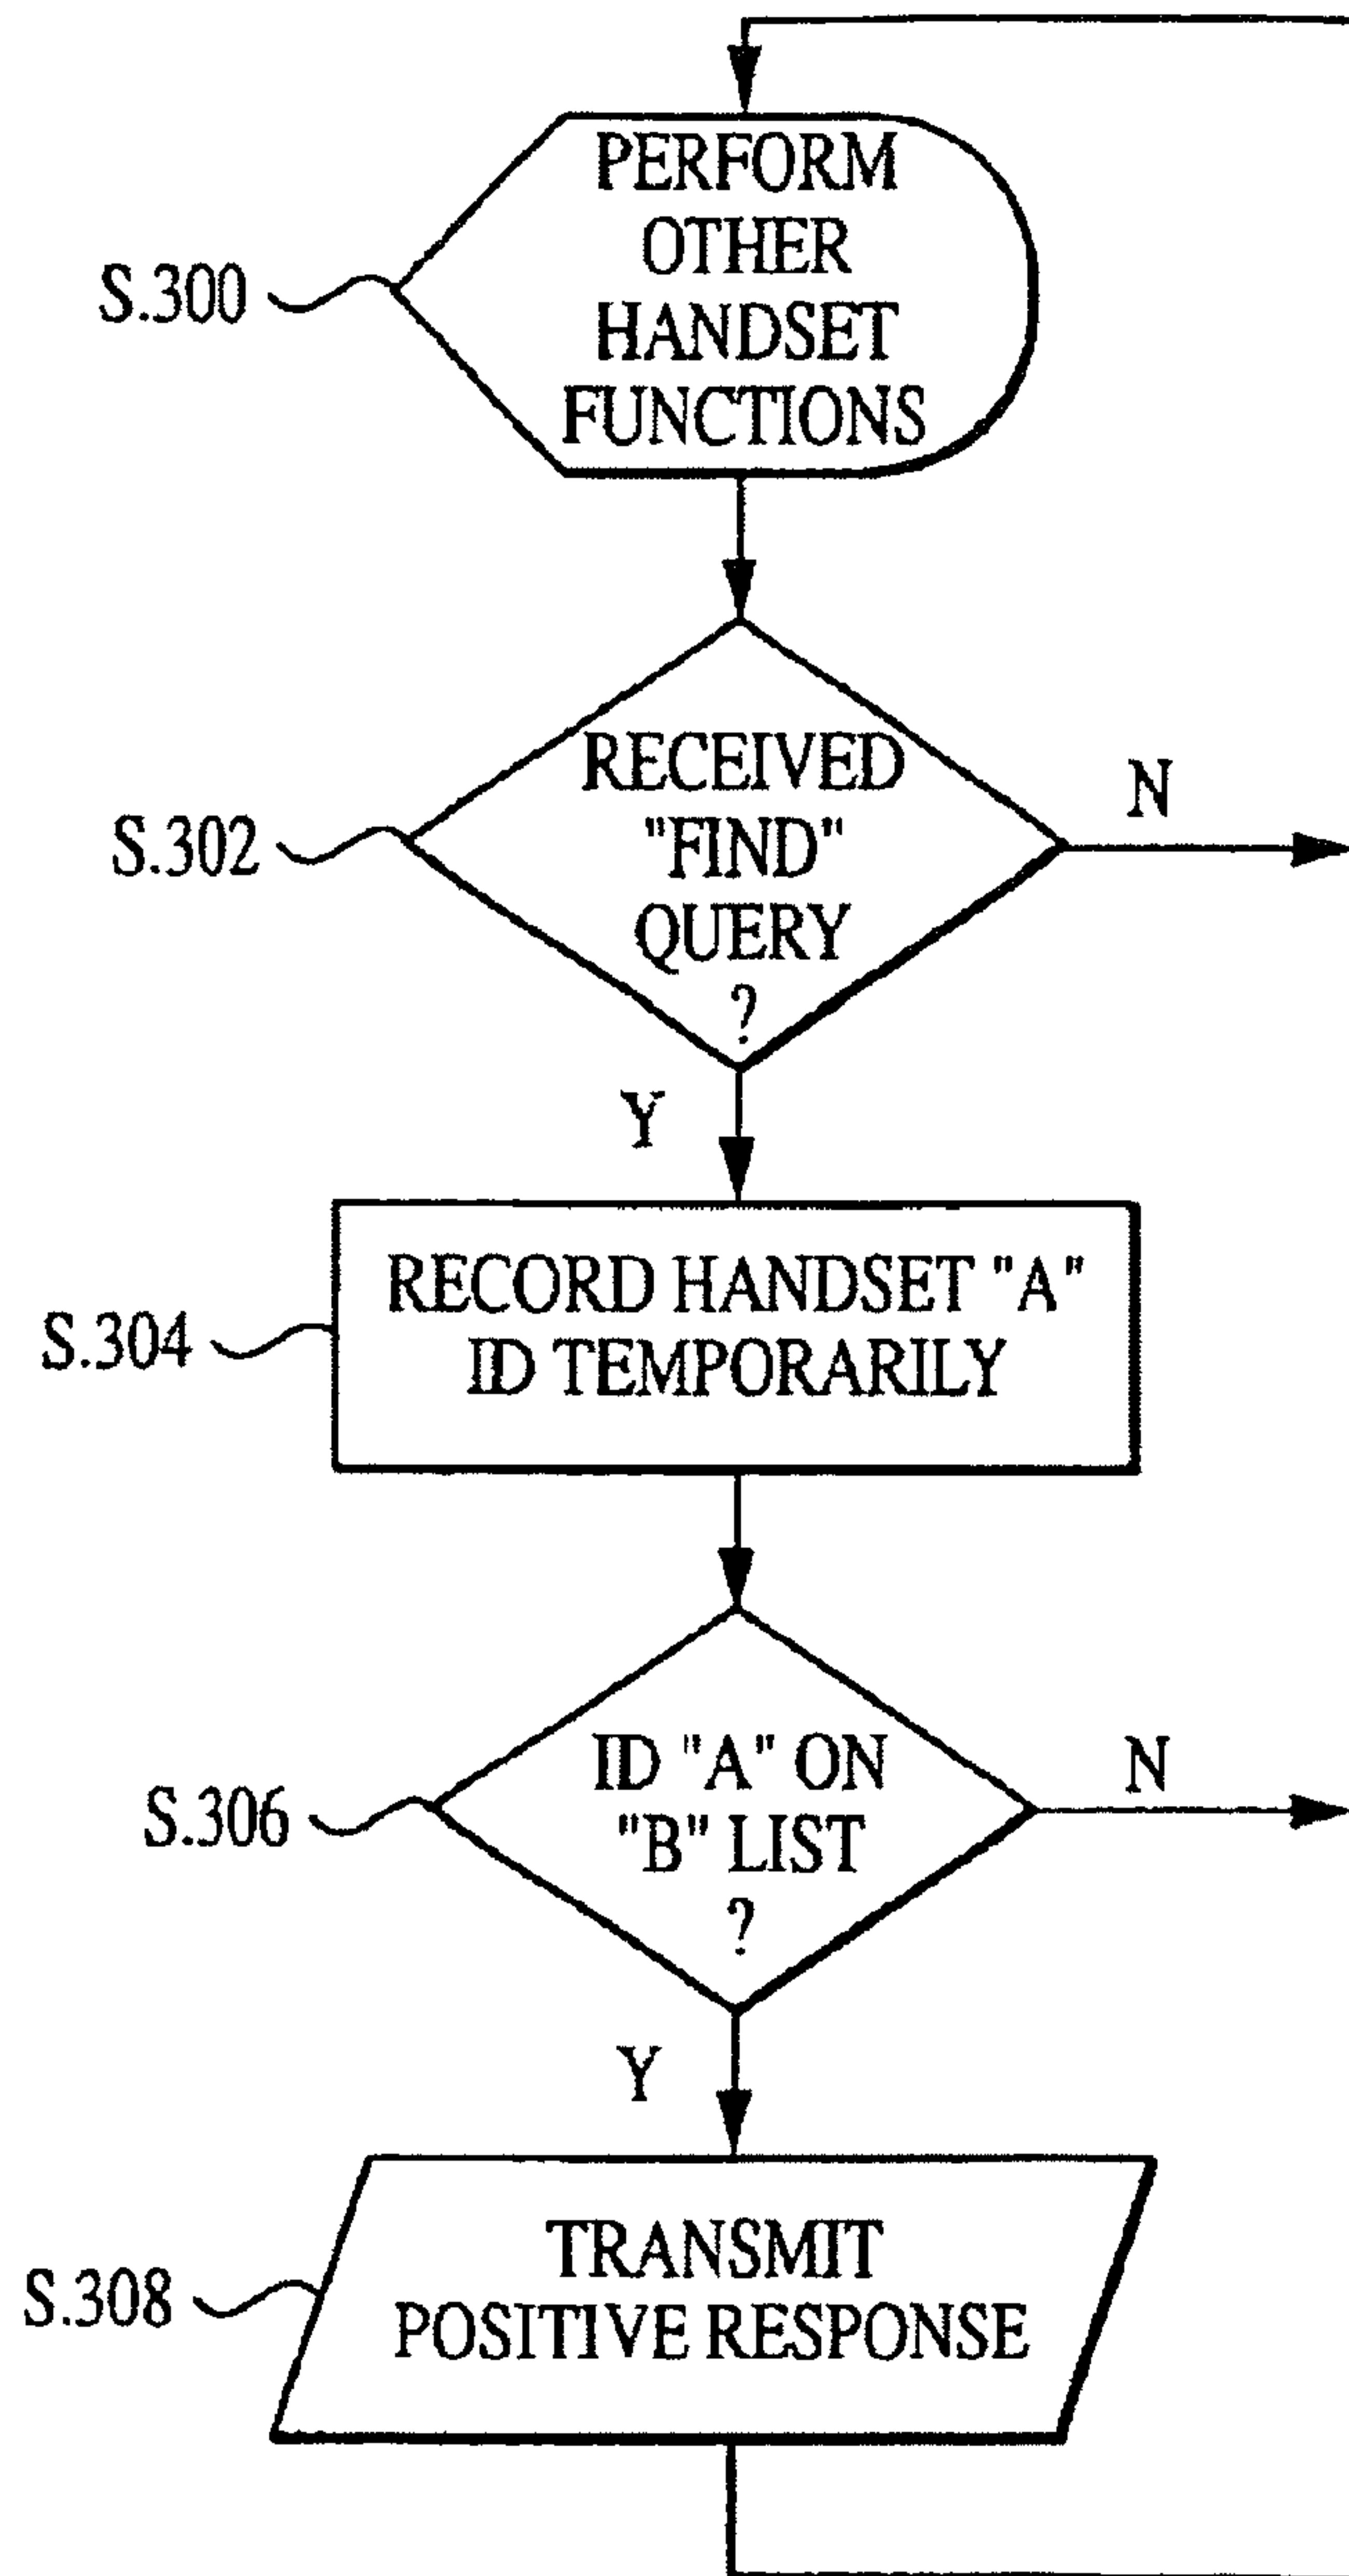 PERFORM
OTHER
HANDSET
FUNCTIONS
S.300
RECEIVED
"FIND"
QUERY
?
S.302
N
Y
RECORD HANDSET "A"
ID TEMPORARILY
S.304
ID "A" ON
"B" LIST
?
S.306
N
Y
TRANSMIT
POSITIVE RESPONSE
S.308